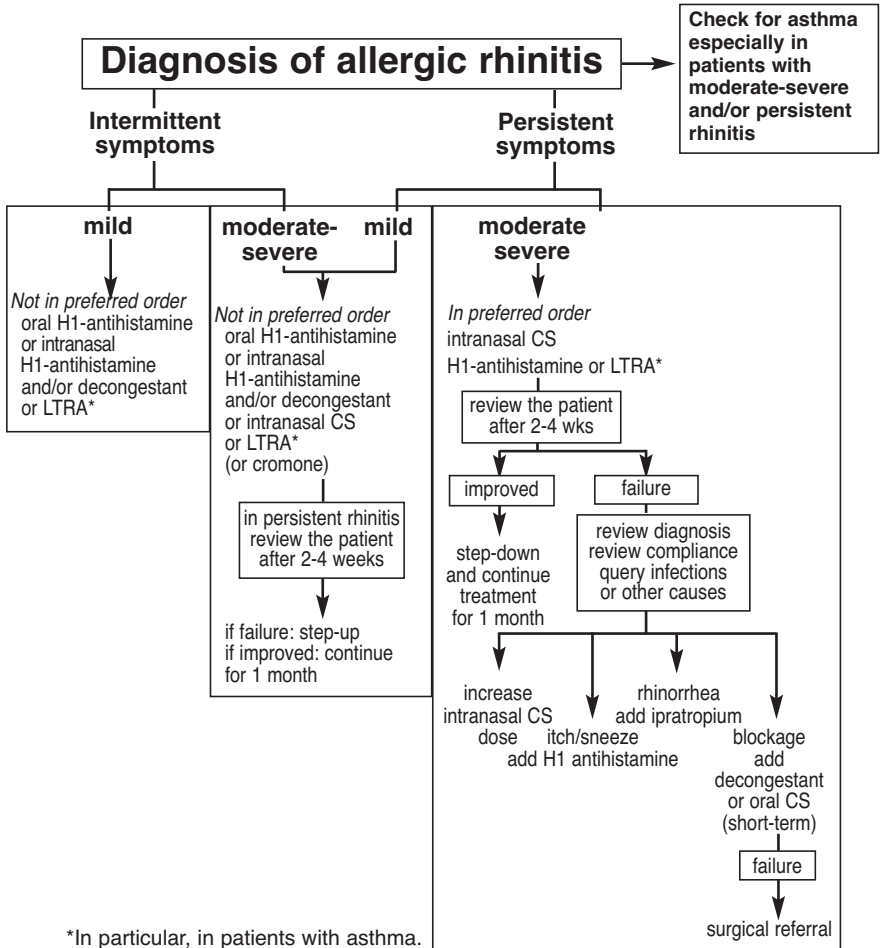 Diagnosis of allergic rhinitis
Check for asthma
especially in
patients with
moderate-severe
and/or persistent
rhinitis
Intermittent
symptoms
Persistent
symptoms
mild
Not in preferred order
oral H1-antihistamine
or intranasal
H1-antihistamine
and/or decongestant
or LTRA*
moderate-
severe
mild
Not in preferred order
oral H1-antihistamine
or intranasal
H1-antihistamine
and/or decongestant
or intranasal CS
or LTRA*
(or cromone)
in persistent rhinitis
review the patient
after 2-4 weeks
if failure: step-up
if improved: continue
for 1 month
moderate
severe
In preferred order
intranasal CS
H1-antihistamine or LTRA*
review the patient
after 2-4 wks
improved
step-down
and continue
treatment
for 1 month
failure
review diagnosis
review compliance
query infections
or other causes
increase
intranasal CS
dose
itch/sneeze
add H1 antihistamine
rhinorrhea
add ipratropium
blockage
add
decongestant
or oral CS
(short-term)
failure
surgical referral
*In particular, in patients with asthma.